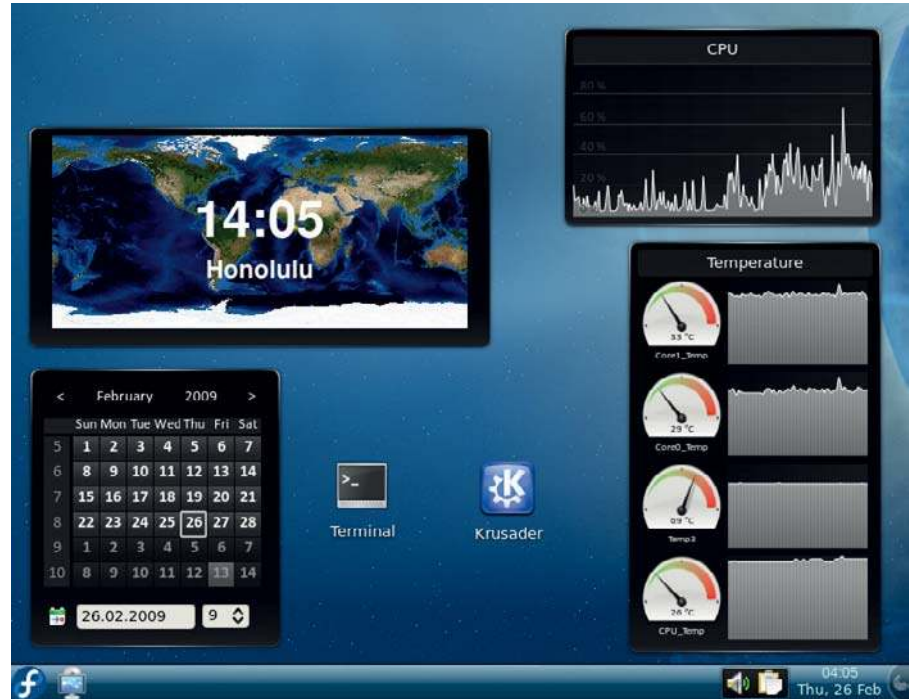 CPU
80 %
60 %
40 %
20 %
14:05
Honolulu
Temperature
33 °C
Core1_Temp
29 °C
Core0_Temp
Temp3
26 °C
CPU_Temp
< February 2009 >
Sun Mon Tue Wed Thu Fri Sat
5 1 2 3 4 5 6 7
6 8 9 10 11 12 13 14
7 15 16 17 18 19 20 21
8 22 23 24 25 26 27 28
9 1 2 3 4 5 6 7
10 8 9 10 11 12 13 14
26.02.2009 9
>_
Terminal
K
Krusader
04:05
Thu, 26 Feb